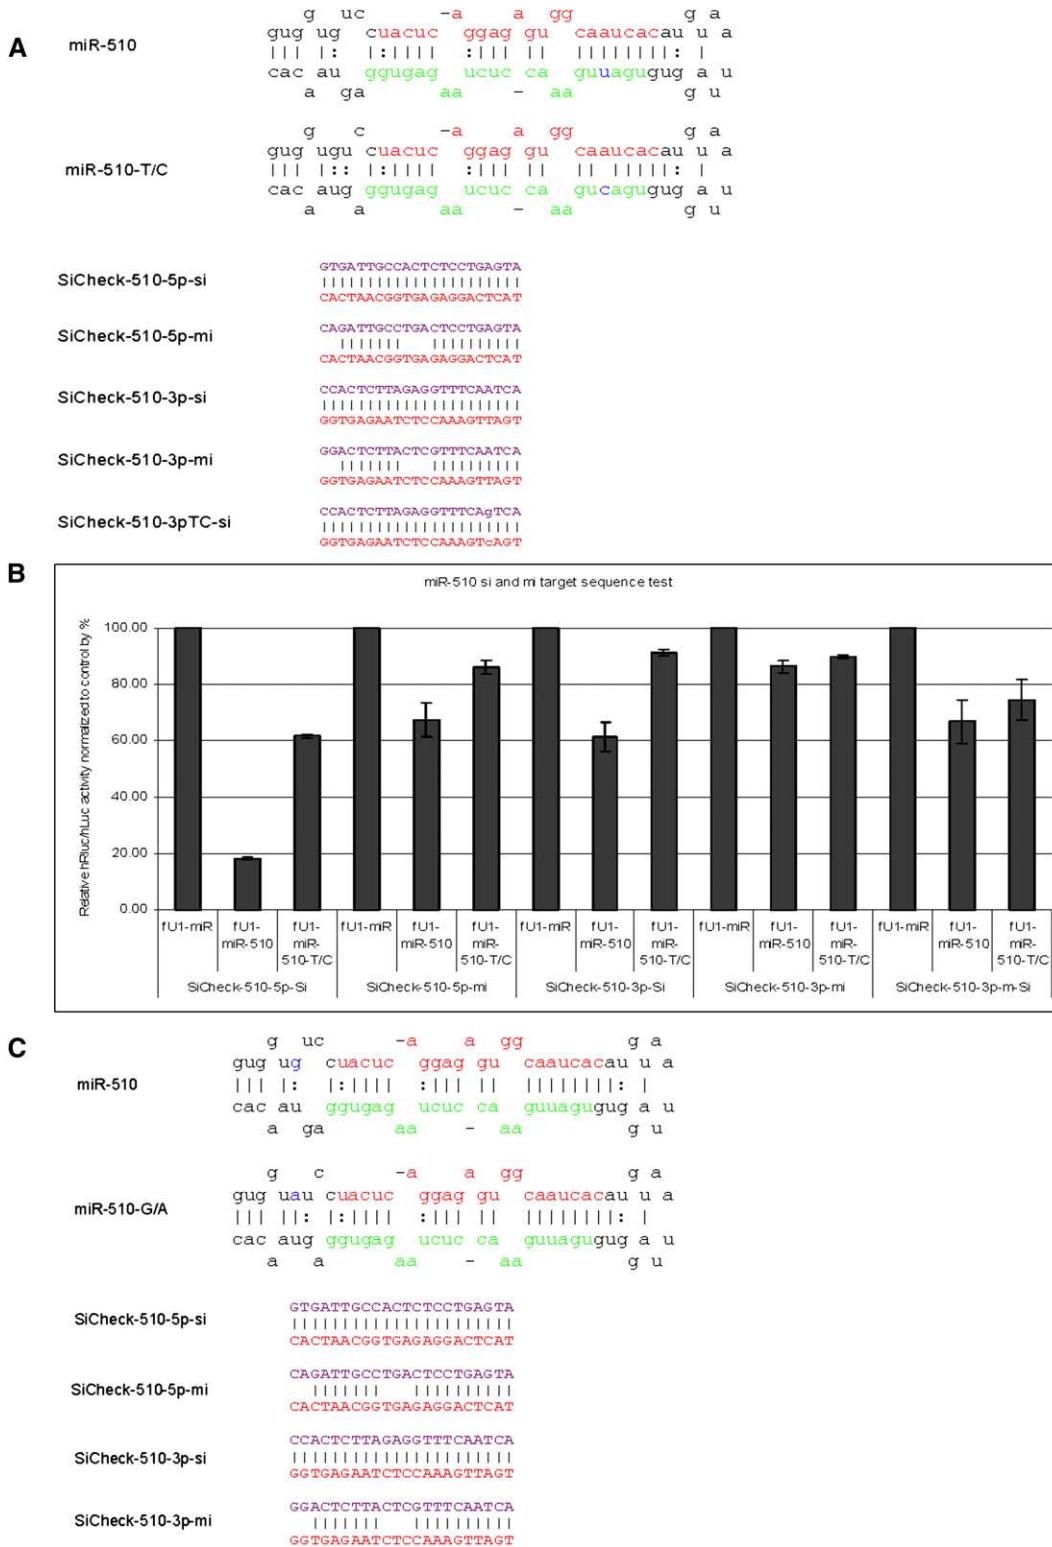 A
g uc -a a gg g a
miR-510
gug ug cuacuc ggag gu caaucacau u a
||| |: |:|||| :||| || ||||||||: |
cac au ggugag ucuc ca guuagugug a u
a ga aa – aa g u
g c -a a gg g a
miR-510-T/C
gug ugu cuacuc ggag gu caaucacau u a
||| |:: |:|||| :||| || || |||||: |
cac aug ggugag ucuc ca gucagugug a u
a a aa – aa g u
SiCheck-510-5p-si
GTGATTGCCACTCTCCTGAGTA
CACTAACGGTGAGAGGACTCAT
SiCheck-510-5p-mi
CAGATTGCCTGACTCCTGAGTA
CACTAACGGTGAGAGGACTCAT
SiCheck-510-3p-si
CCACTCTTAGAGGTTTCAATCA
GGTGAGAATCTCCAAAGTTAGT
SiCheck-510-3p-mi
GGACTCTTACTCGTTTCAATCA
GGTGAGAATCTCCAAAGTTAGT
SiCheck-510-3pTC-si
CCACTCTTAGAGGTTTCAgTCA
GGTGAGAATCTCCAAAGTcAGT
B
miR-510 si and mi target sequence test
Relative hRluc/hLuc activity normalized to control by %
100.00
80.00
60.00
40.00
20.00
0.00
fU1-miR fU1-miR-510 fU1-miR-510-T/C fU1-miR fU1-miR-510 fU1-miR-510-T/C fU1-miR fU1-miR-510 fU1-miR-510-T/C fU1-miR fU1-miR-510 fU1-miR-510-T/C fU1-miR fU1-miR-510 fU1-miR-510-T/C
SiCheck-510-5p-Si SiCheck-510-5p-mi SiCheck-510-3p-Si SiCheck-510-3p-mi SiCheck-510-3p-m-Si
C
g uc -a a gg g a
miR-510
gug ug cuacuc ggag gu caaucacau u a
||| |: |:|||| :||| || ||||||||: |
cac au ggugag ucuc ca guuagugug a u
a ga aa – aa g u
g c -a a gg g a
miR-510-G/A
gug uau cuacuc ggag gu caaucacau u a
||| ||: |:|||| :||| || ||||||||: |
cac aug ggugag ucuc ca guuagugug a u
a a aa – aa g u
SiCheck-510-5p-si
GTGATTGCCACTCTCCTGAGTA
CACTAACGGTGAGAGGACTCAT
SiCheck-510-5p-mi
CAGATTGCCTGACTCCTGAGTA
CACTAACGGTGAGAGGACTCAT
SiCheck-510-3p-si
CCACTCTTAGAGGTTTCAATCA
GGTGAGAATCTCCAAAGTTAGT
SiCheck-510-3p-mi
GGACTCTTACTCGTTTCAATCA
GGTGAGAATCTCCAAAGTTAGT